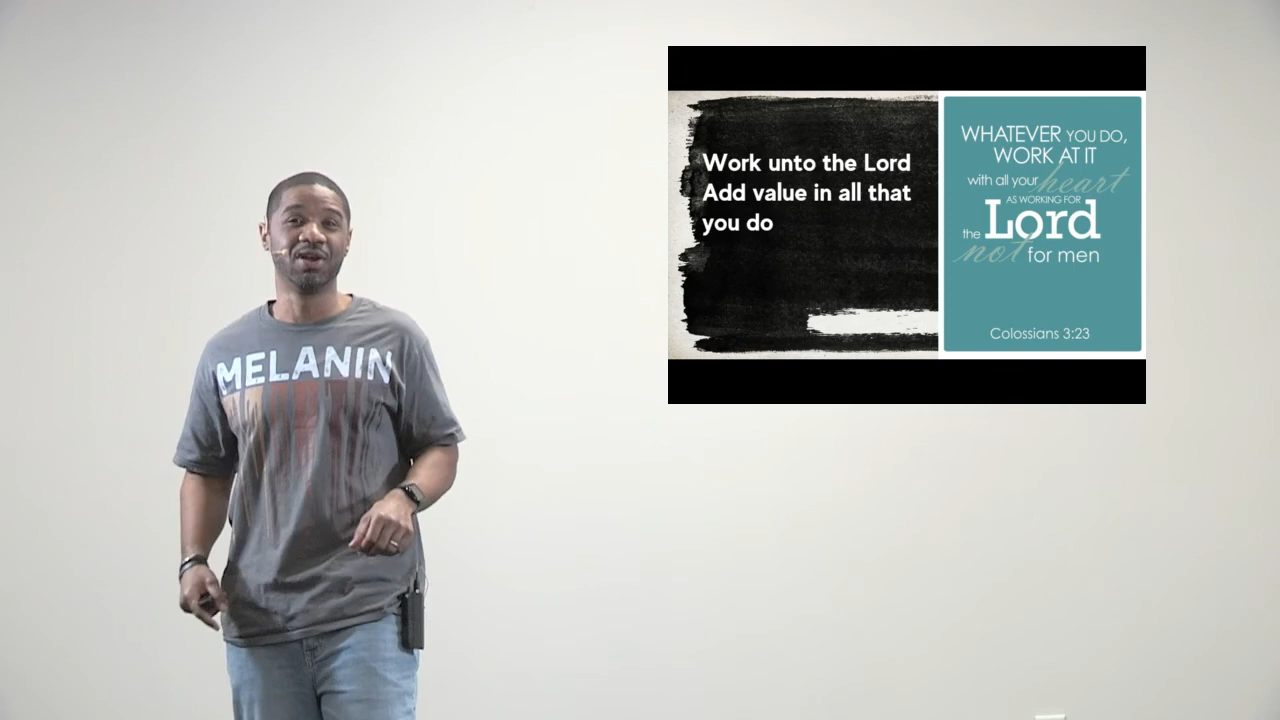 MELANIN
Work unto the Lord
Add value in all that
you do
WHATEVER YOU DO,
WORK AT IT
with all your heart
AS WORKING FOR
the Lord
not for men
Colossians 3:23